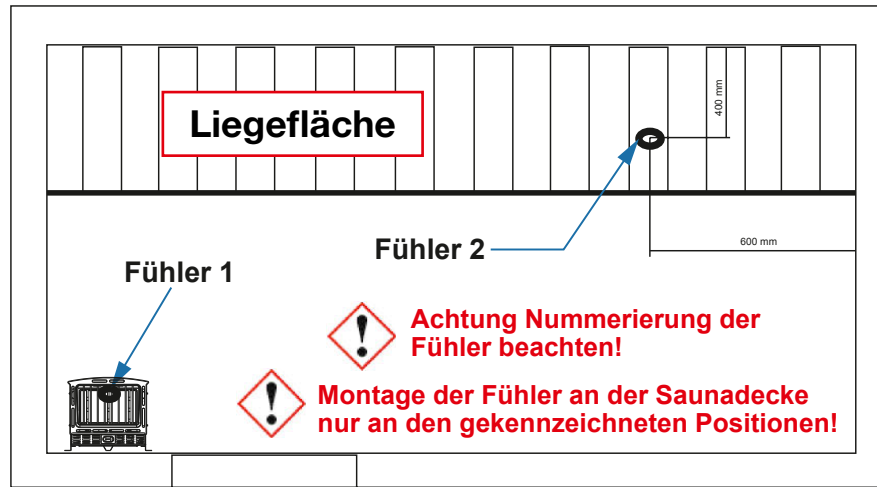 400 mm
Liegefläche
Fühler 2
600 mm
Fühler 1
Achtung Nummerierung der
Fühler beachten!
Montage der Fühler an der Saunadecke
nur an den gekennzeichneten Positionen!